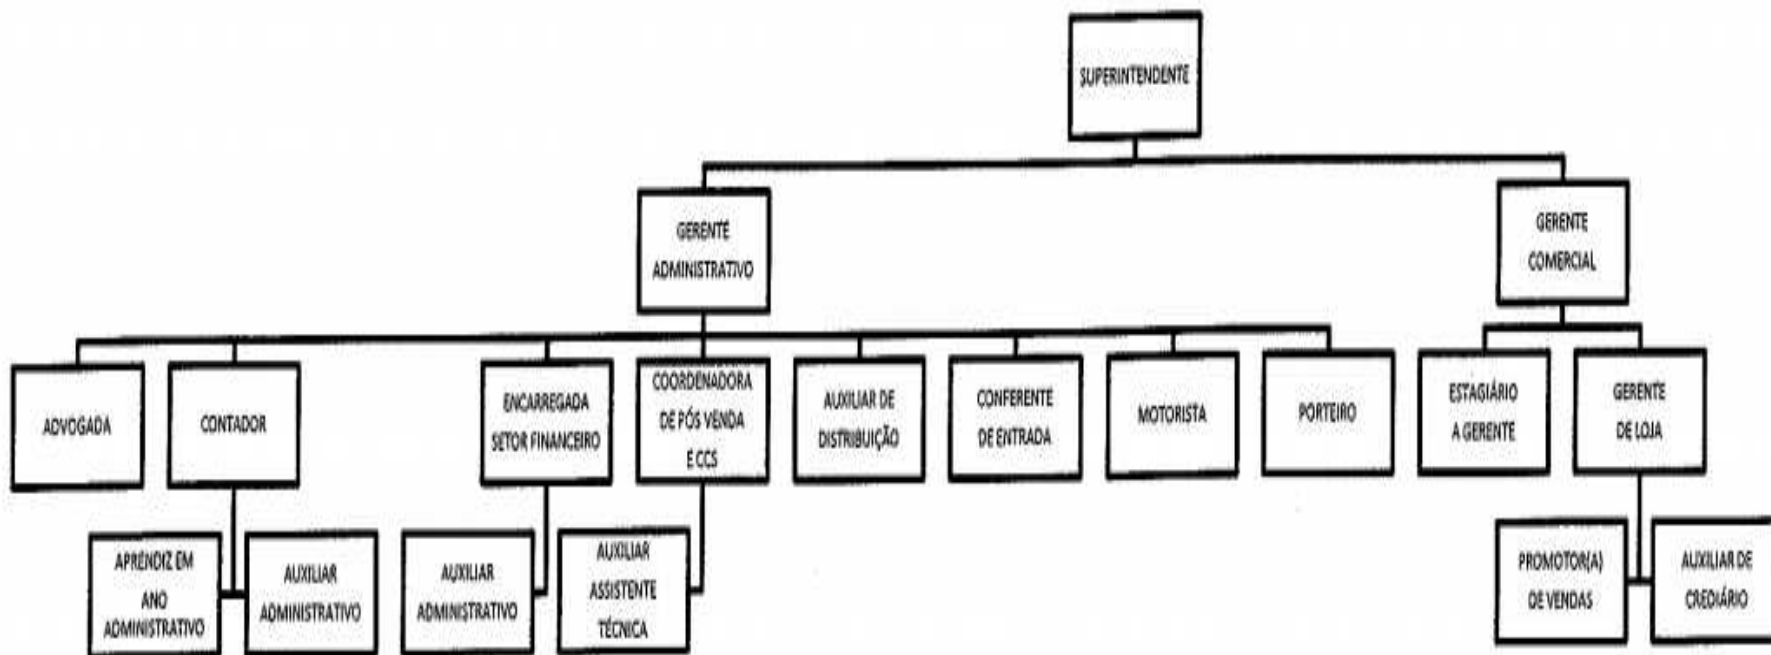 SUPERINTENDENTE
GERENTE
ADMINISTRATIVO
GERENTE
COMERCIAL
ADVOGADA
CONTADOR
ENCARREGADA
SETOR FINANCEIRO
COORDENADORA
DE PÓS VENDA
E CCS
AUXILIAR DE
DISTRIBUIÇÃO
CONFERENTE
DE ENTRADA
MOTORISTA
PORTEIRO
ESTAGIÁRIO
A GERENTE
GERENTE
DE LOJA
APRENDIZ EM
ANO
ADMINISTRATIVO
AUXILIAR
ADMINISTRATIVO
AUXILIAR
ADMINISTRATIVO
AUXILIAR
ASSISTENTE
TÉCNICA
PROMOTOR(A)
DE VENDAS
AUXILIAR DE
CREDIÁRIO